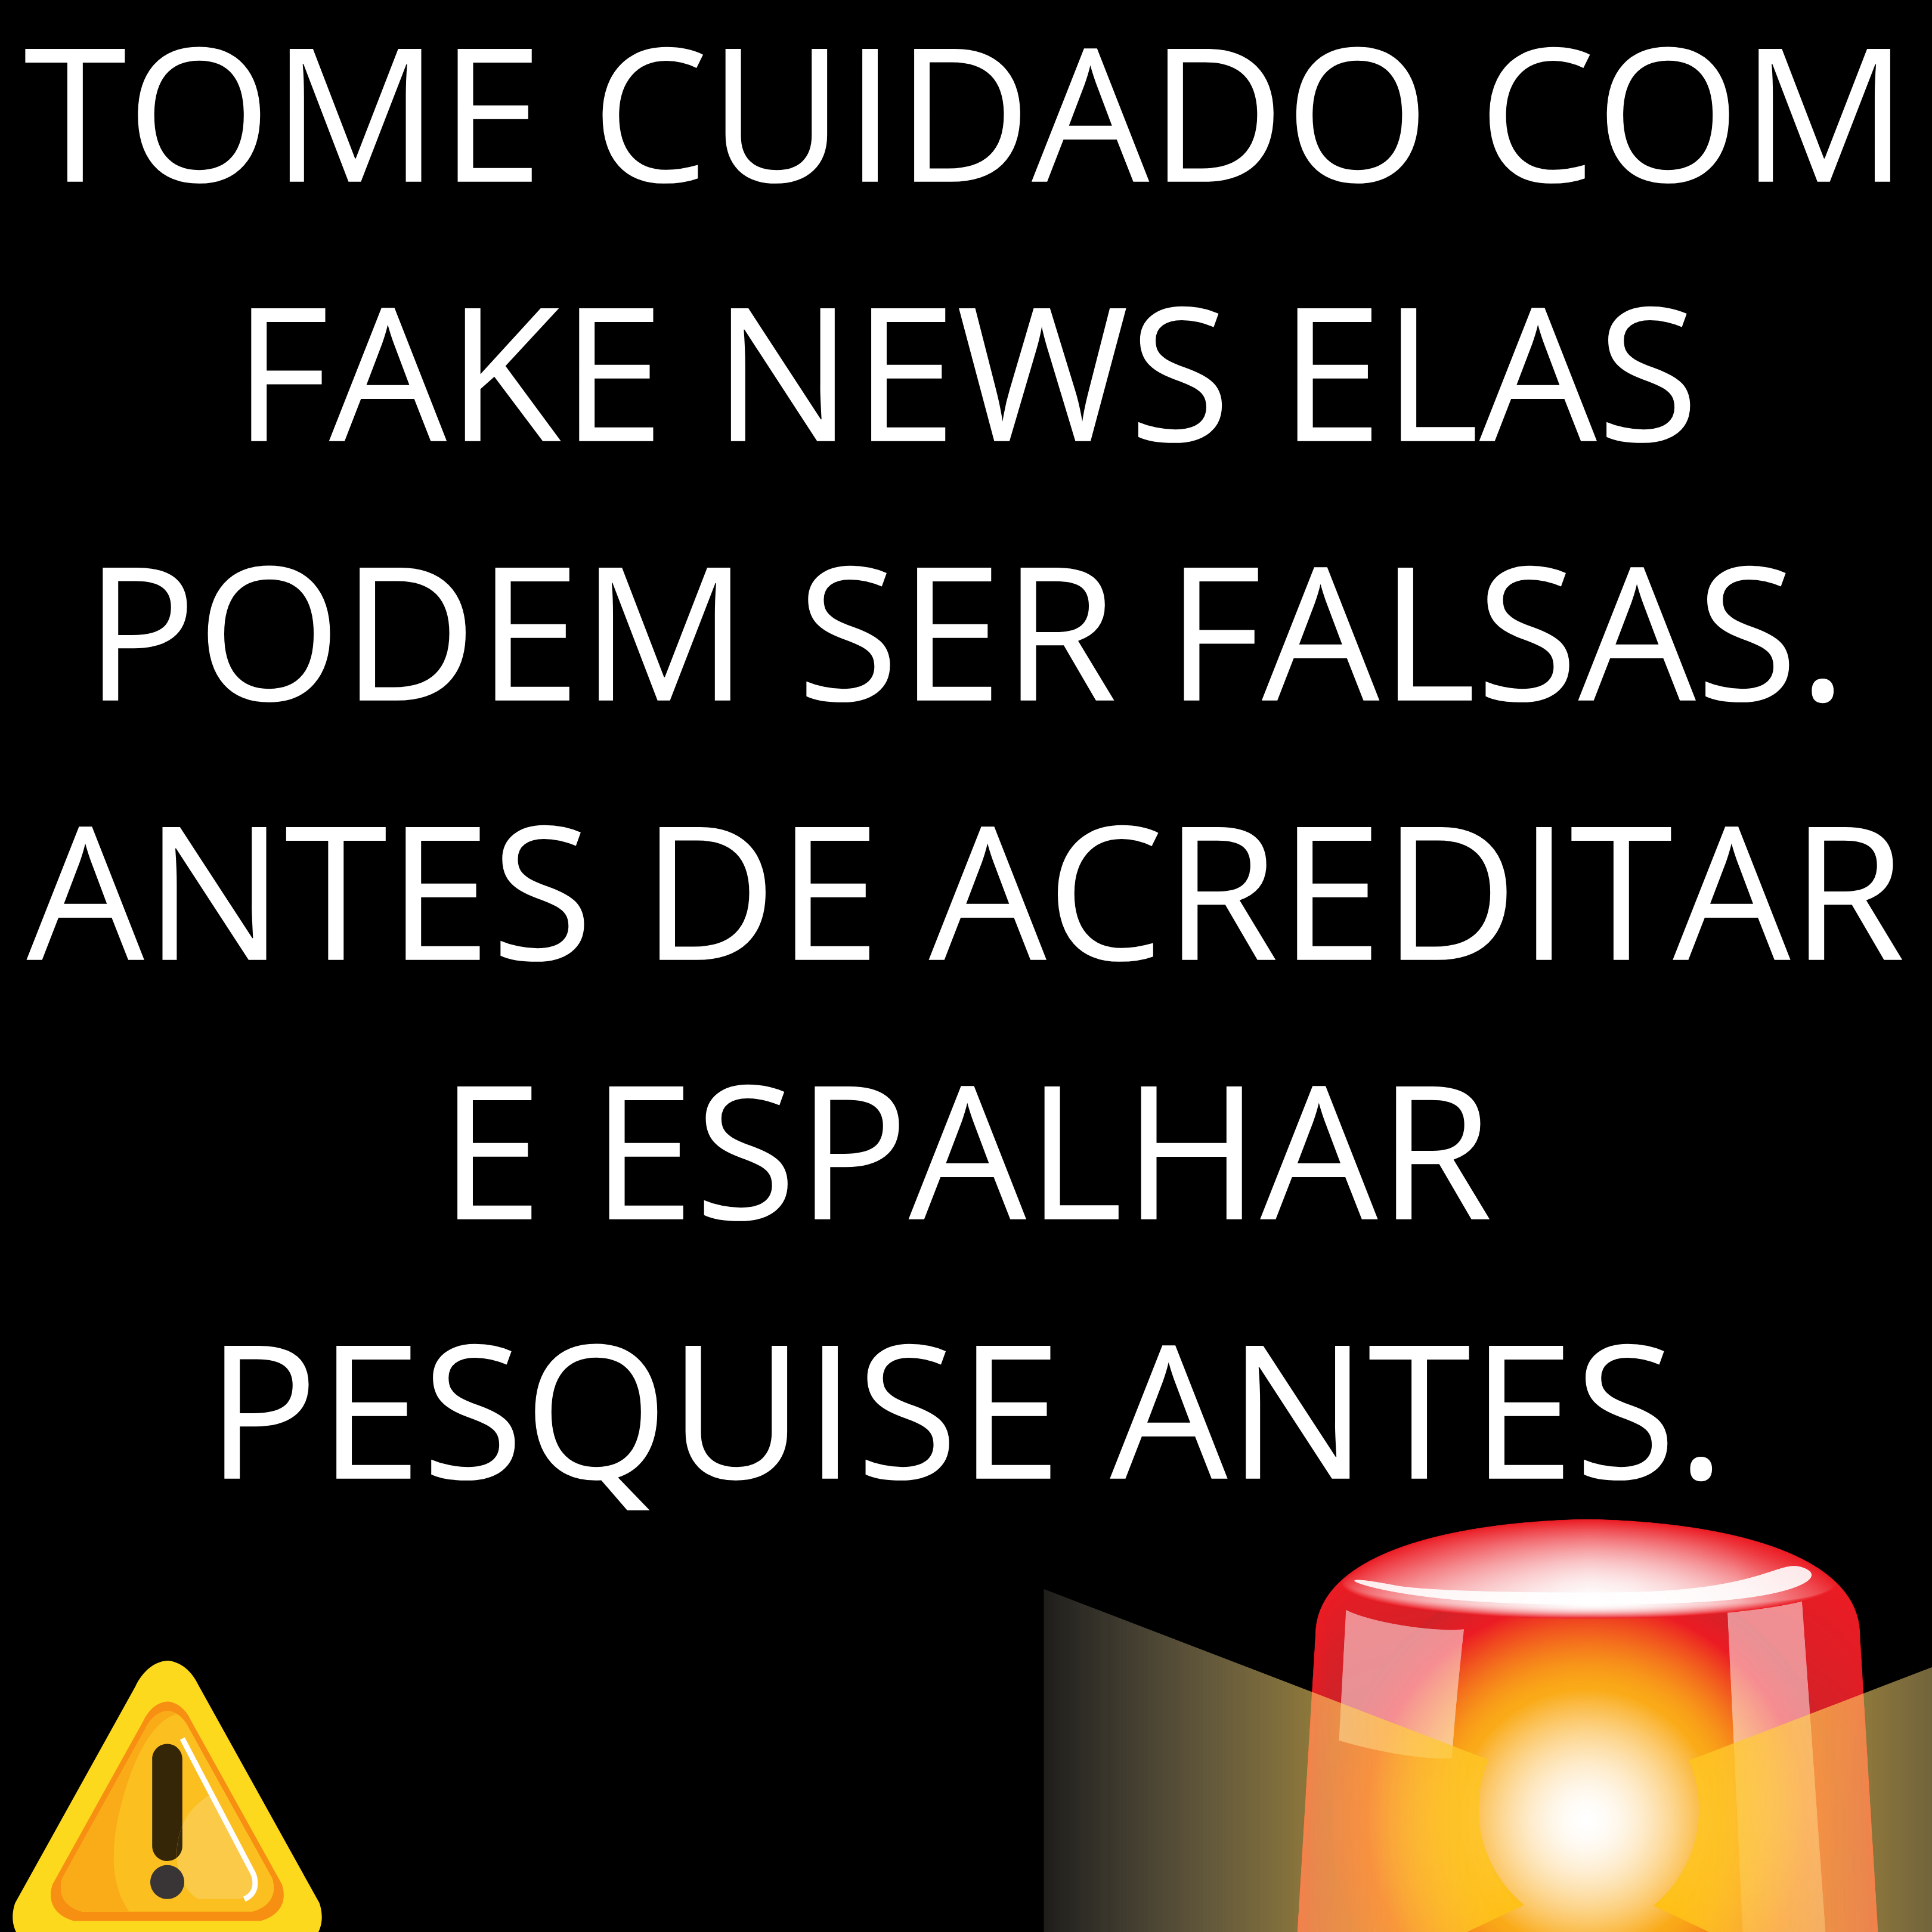 TOME CUIDADO COM
FAKE NEWS ELAS
PODEM SER FALSAS.
ANTES DE ACREDITAR
E ESPALHAR
PESQUISE ANTES.